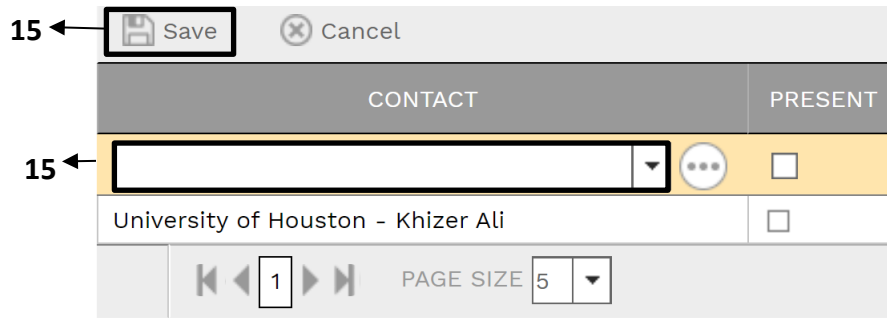 15 Save Cancel
CONTACT PRESENT
15
University of Houston - Khizer Ali
1 PAGE SIZE 5